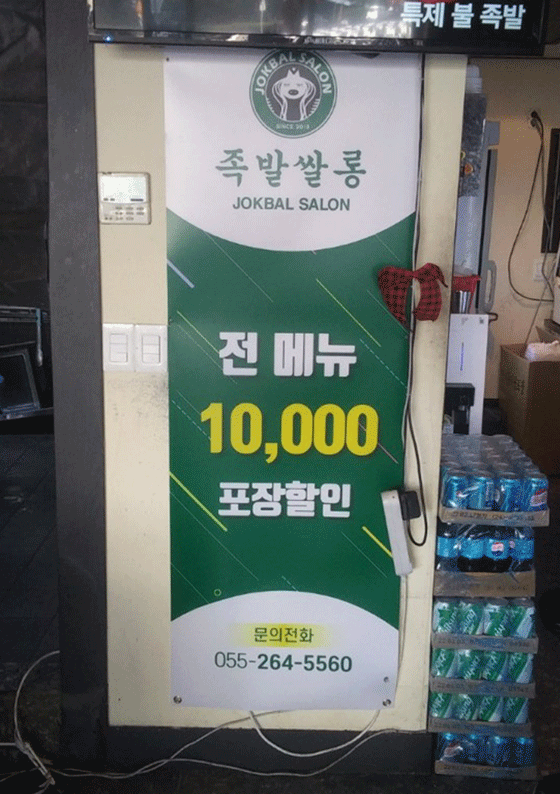 특제 불 족발
JOKBAL SALON
SINCE 2013
족발쌀롱
JOKBAL SALON
전 메뉴
10,000
포장할인
문의전화
055-264-5560